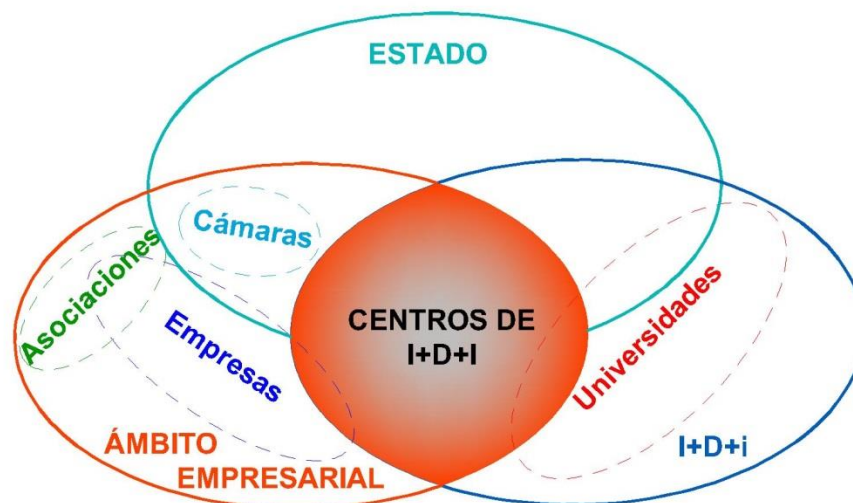 ESTADO
Cámaras
Asociaciones
Empresas
CENTROS DE
I+D+I
Universidades
ÁMBITO
EMPRESARIAL
I+D+i